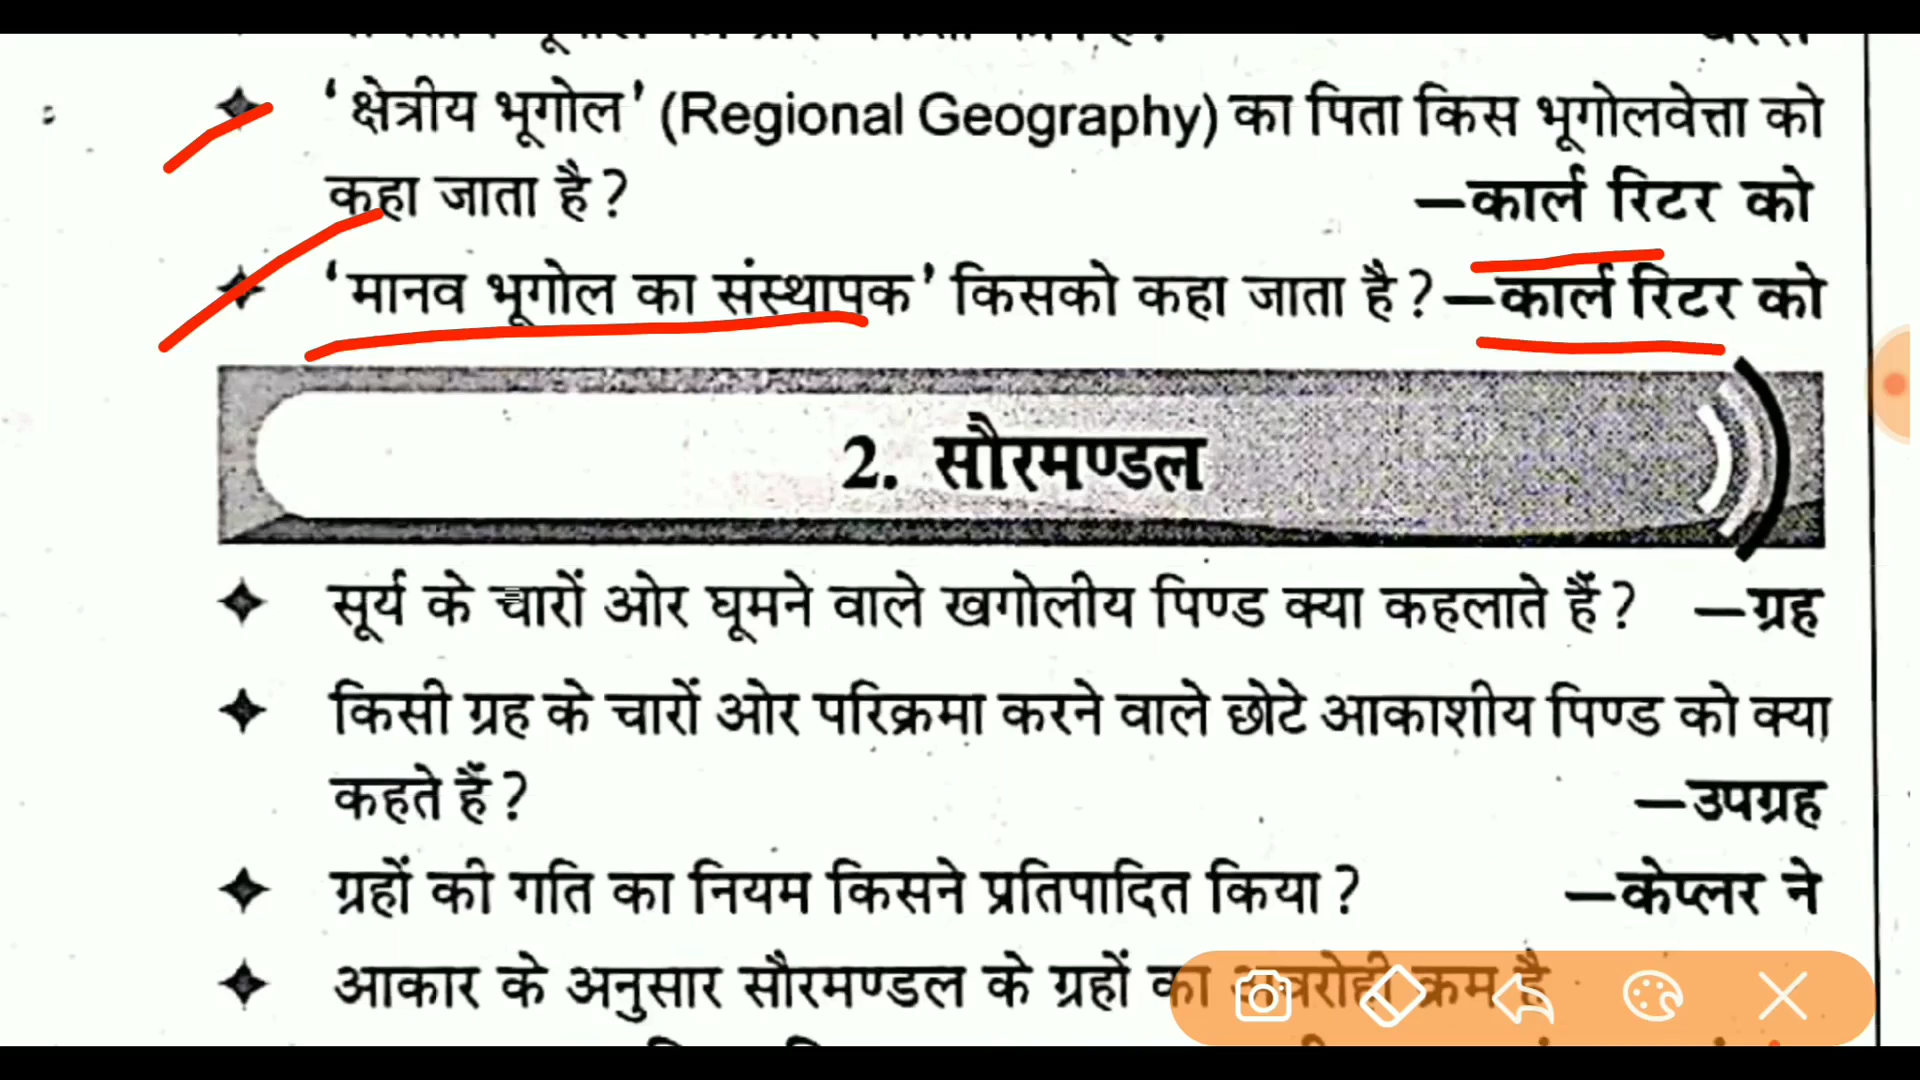 'क्षेत्रीय भूगोल' (Regional Geography) का पिता किस भूगोलवेत्ता को
कहा जाता है? —कार्ल रिटर को
'मानव भूगोल का संस्थापक' किसको कहा जाता है? —कार्ल रिटर को
2. सौरमण्डल
सूर्य के चारों ओर घूमने वाले खगोलीय पिण्ड क्या कहलाते हैं? —ग्रह
किसी ग्रह के चारों ओर परिक्रमा करने वाले छोटे आकाशीय पिण्ड को क्या
कहते हैं? —उपग्रह
ग्रहों की गति का नियम किसने प्रतिपादित किया? —केप्लर ने
आकार के अनुसार सौरमण्डल के ग्रहों का अवरोही क्रम है